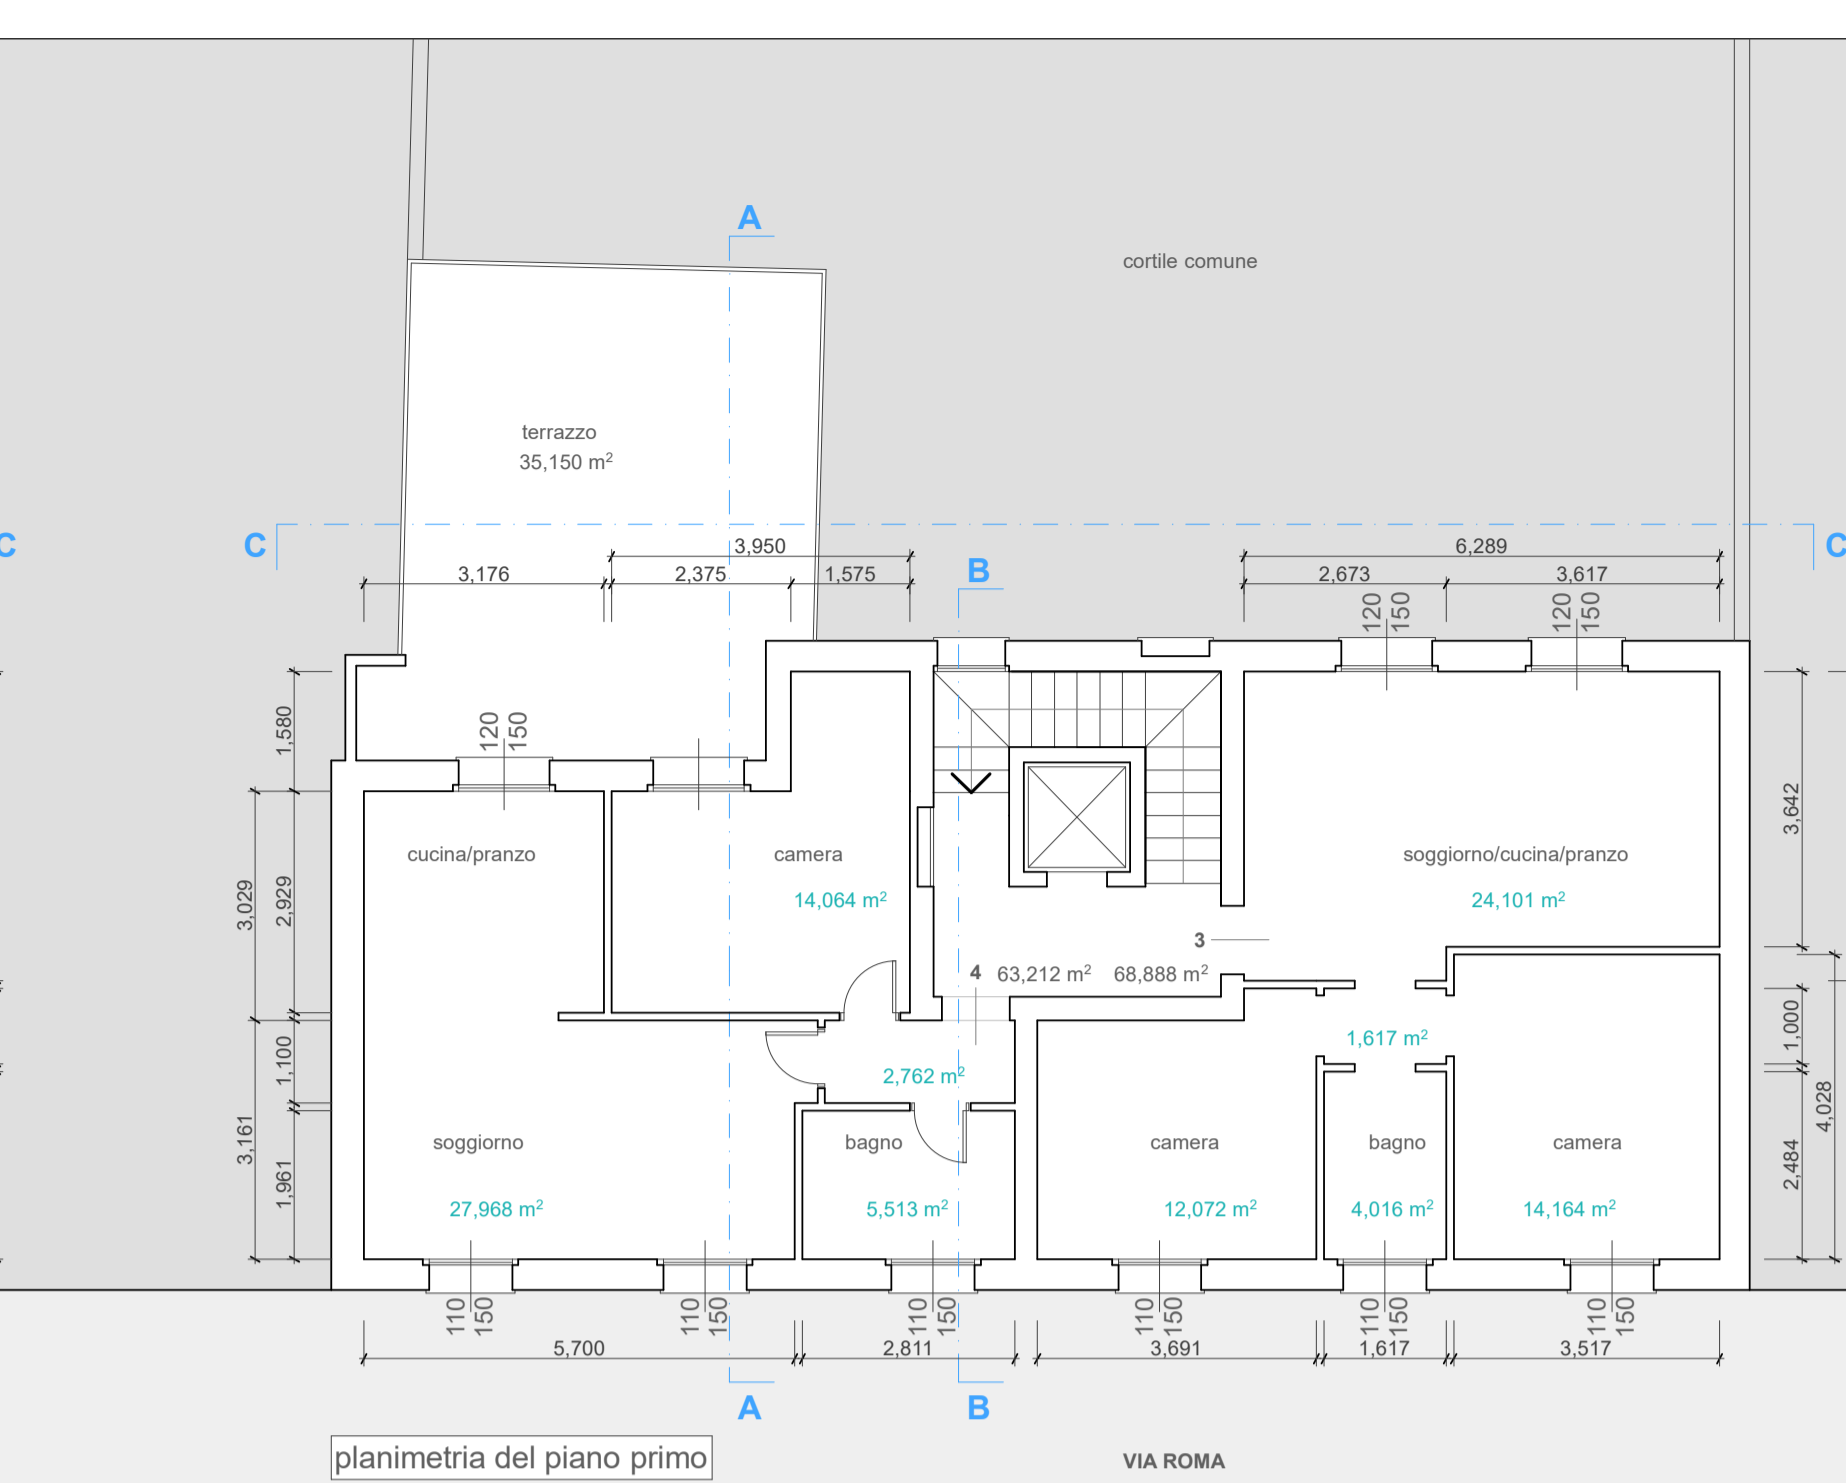 A
cortile comune
terrazzo
35,150 m²
C
C
C
3,950
6,289
3,176
2,375
1,575
B
2,673
3,617
120
150
120
150
1,580
120
150
cucina/pranzo
camera
soggiorno/cucina/pranzo
14,064 m²
24,101 m²
3,642
3,029
2,929
3
4
63,212 m²
68,888 m²
1,100
1,617 m²
1,000
2,762 m²
4,028
3,161
soggiorno
bagno
camera
bagno
camera
1,961
2,484
27,968 m²
5,513 m²
12,072 m²
4,016 m²
14,164 m²
110
150
110
150
110
150
110
150
110
150
110
150
5,700
2,811
3,691
1,617
3,517
A
B
planimetria del piano primo
VIA ROMA